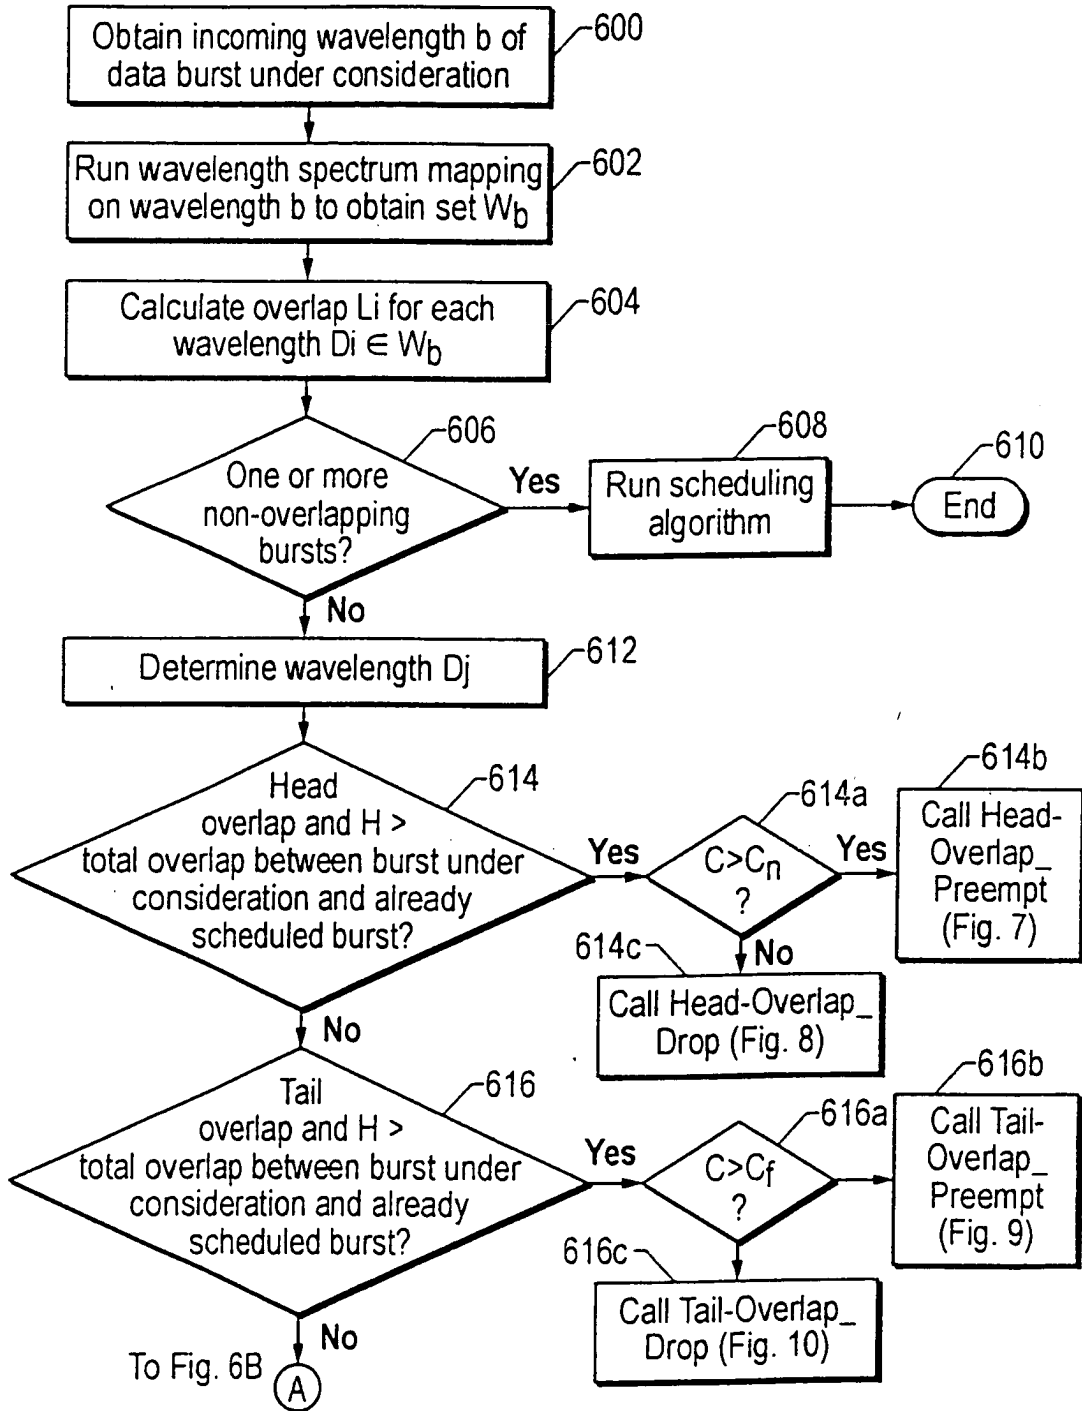 Obtain incoming wavelength b of
data burst under consideration
600
Run wavelength spectrum mapping
on wavelength b to obtain set Wb
602
Calculate overlap Li for each
wavelength Di ∈ Wb
604
One or more
non-overlapping
bursts?
606
Yes
Run scheduling
algorithm
608
End
610
No
Determine wavelength Dj
612
Head
overlap and H >
total overlap between burst under
consideration and already
scheduled burst?
614
Yes
C>Cn
?
614a
Yes
Call Head-
Overlap_
Preempt
(Fig. 7)
614b
No
614c
Call Head-Overlap_
Drop (Fig. 8)
No
Tail
overlap and H >
total overlap between burst under
consideration and already
scheduled burst?
616
Yes
C>Cf
?
616a
Call Tail-
Overlap_
Preempt
(Fig. 9)
616b
616c
Call Tail-Overlap_
Drop (Fig. 10)
No
To Fig. 6B
A